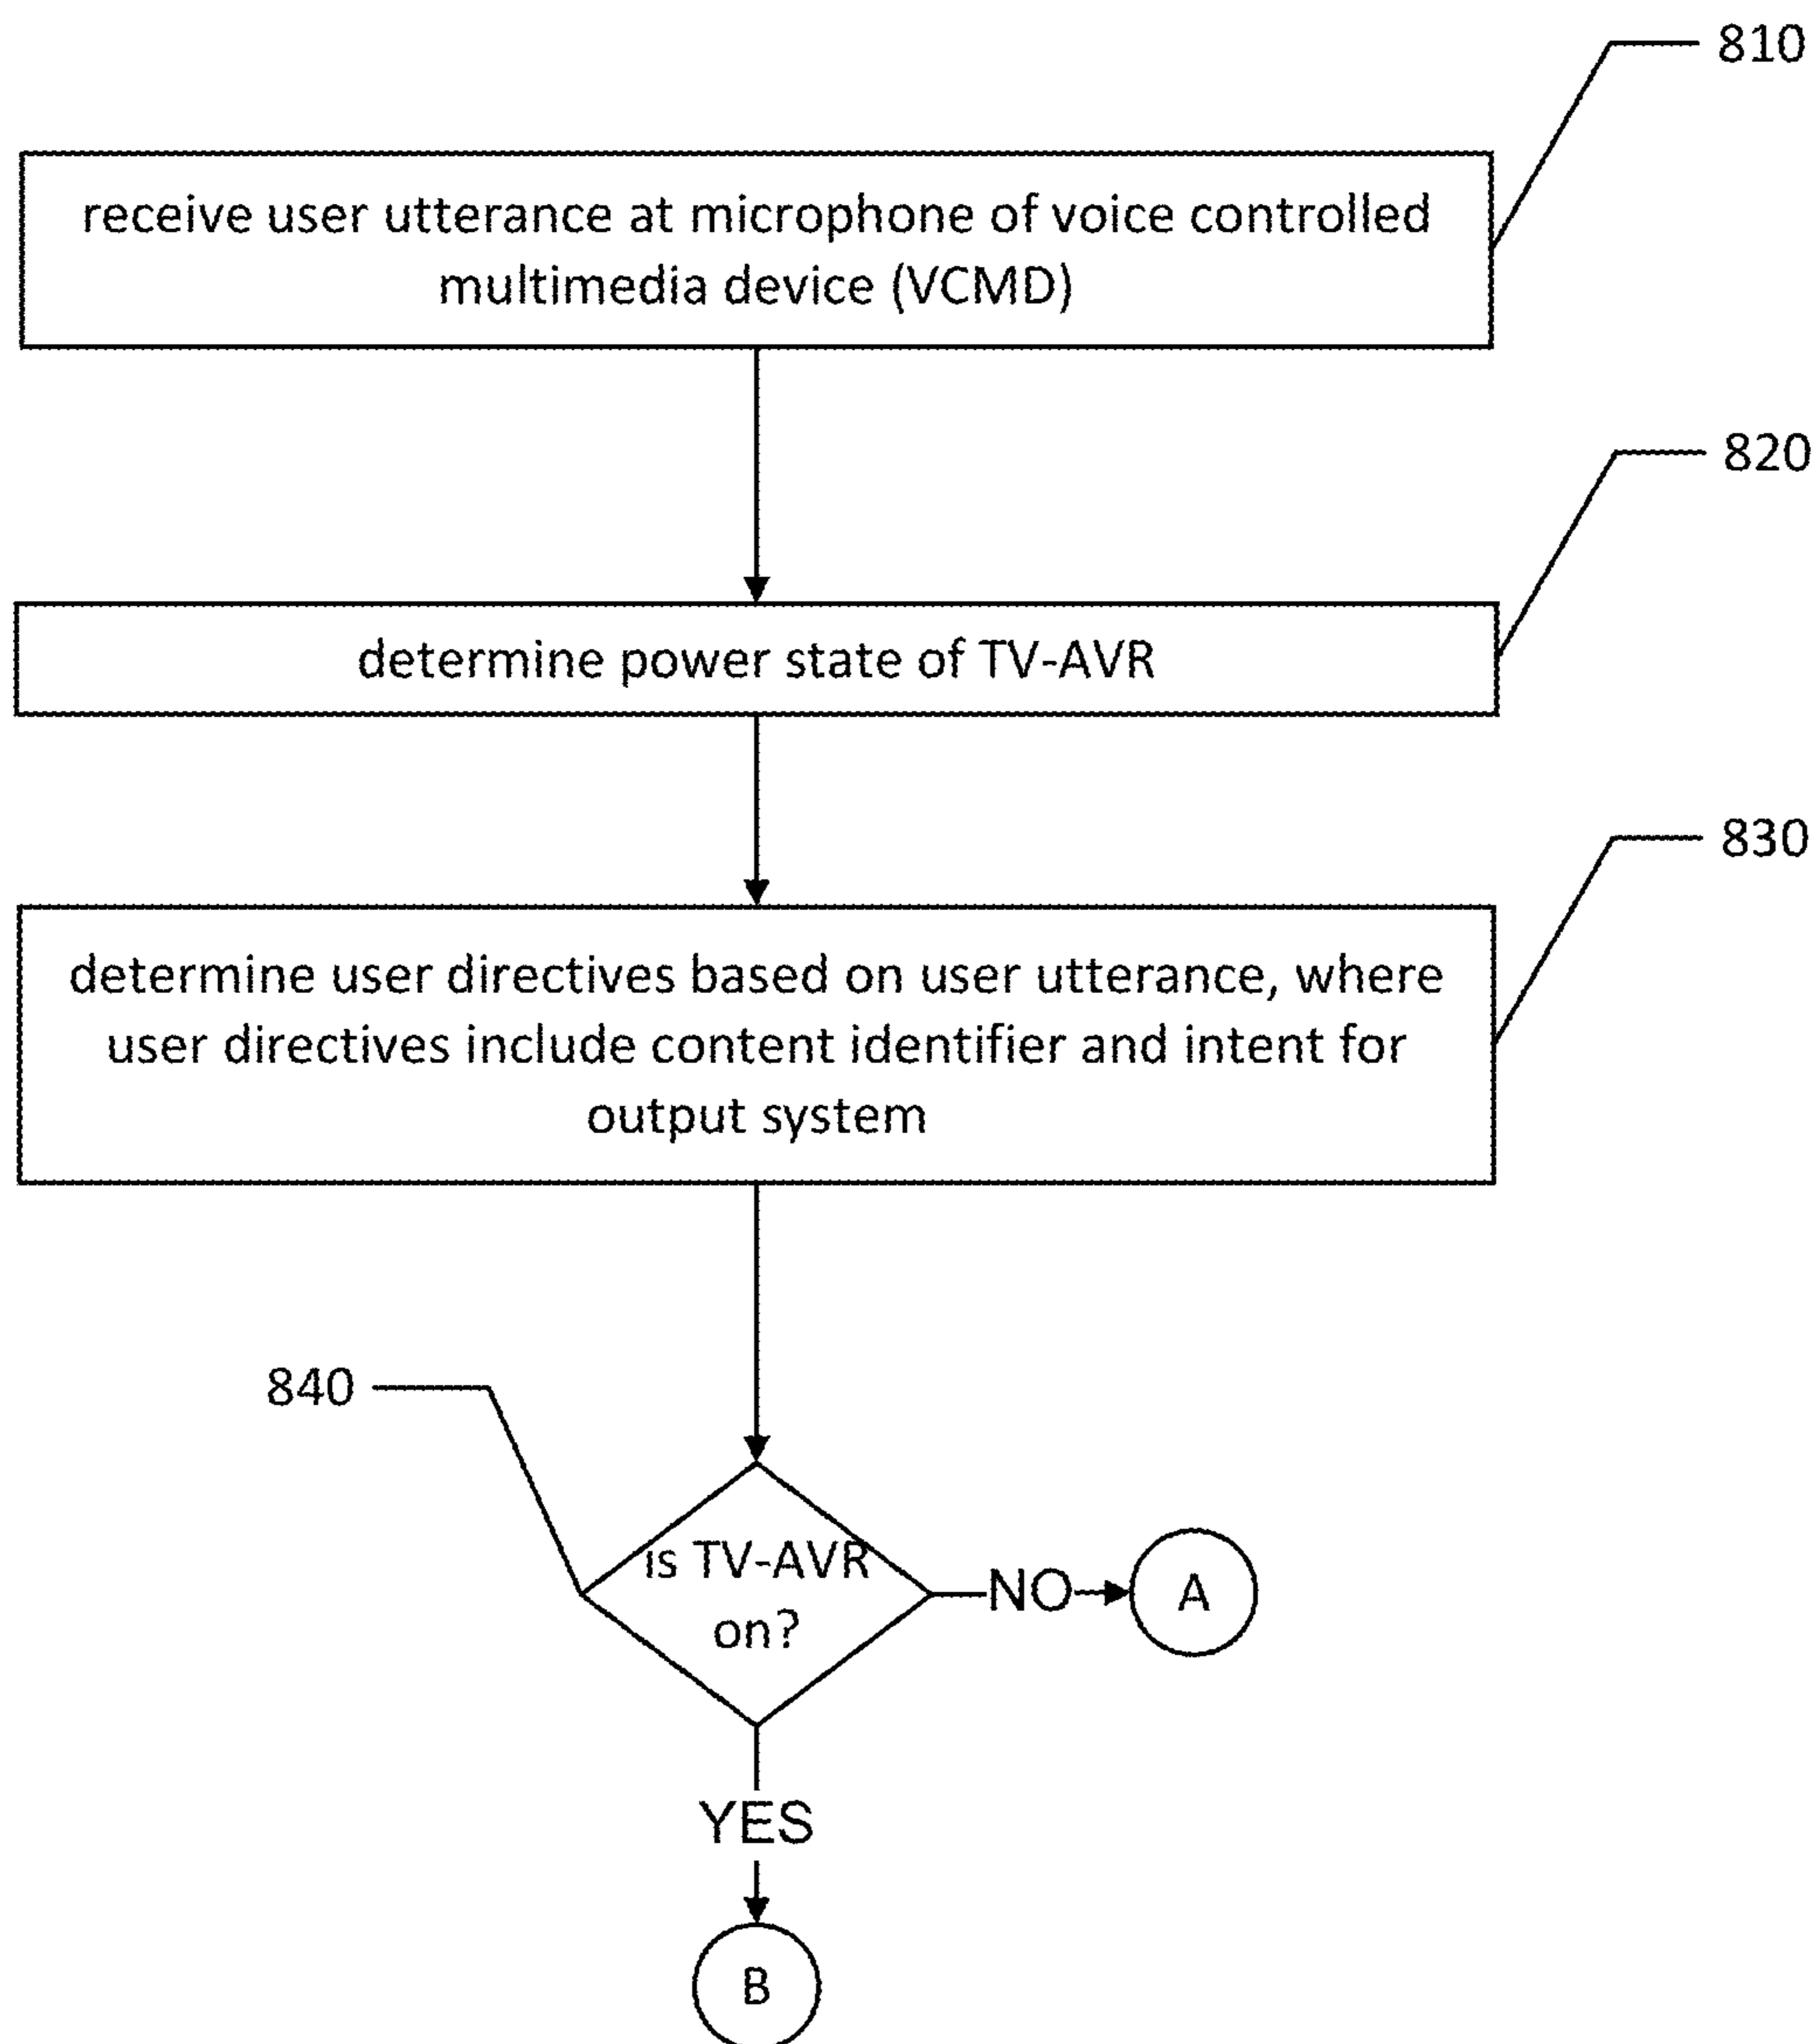 810
receive user utterance at microphone of voice controlled
multimedia device (VCMD)
820
determine power state of TV-AVR
830
determine user directives based on user utterance, where
user directives include content identifier and intent for
output system
840
is TV-AVR
on?
NO
A
YES
B